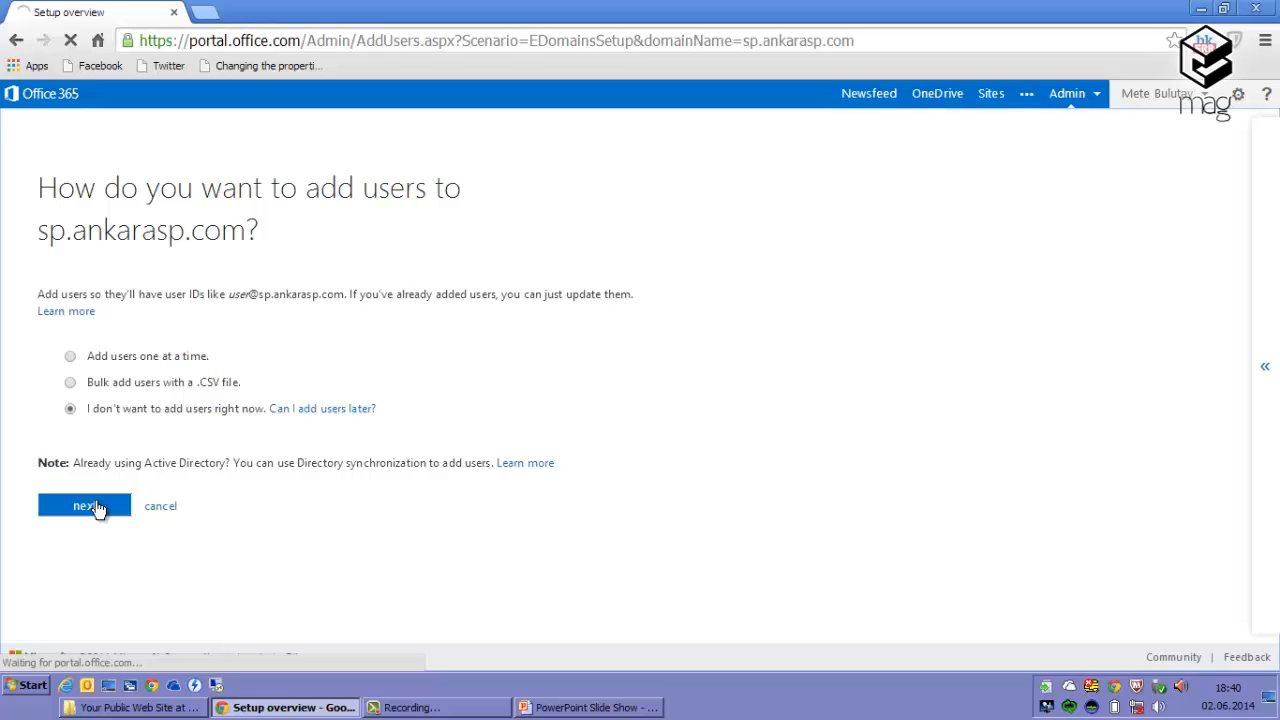 Setup overview
https://portal.office.com/Admin/AddUsers.aspx?Scenario=EDomainsSetup&domainName=sp.ankarasp.com
Apps Facebook Twitter Changing the properti...
Office 365 Newsfeed OneDrive Sites ••• Admin Mete Bulutay ?
mag
How do you want to add users to
sp.ankarasp.com?
Add users so they'll have user IDs like user@sp.ankarasp.com. If you've already added users, you can just update them.
Learn more
Add users one at a time.
Bulk add users with a .CSV file.
I don't want to add users right now. Can I add users later?
Note: Already using Active Directory? You can use Directory synchronization to add users. Learn more
next cancel
«
Community | Feedback
Waiting for portal.office.com...
Start 18:40
Your Public Web Site at ... Setup overview - Goo... Recording... PowerPoint Slide Show - ... 02.06.2014